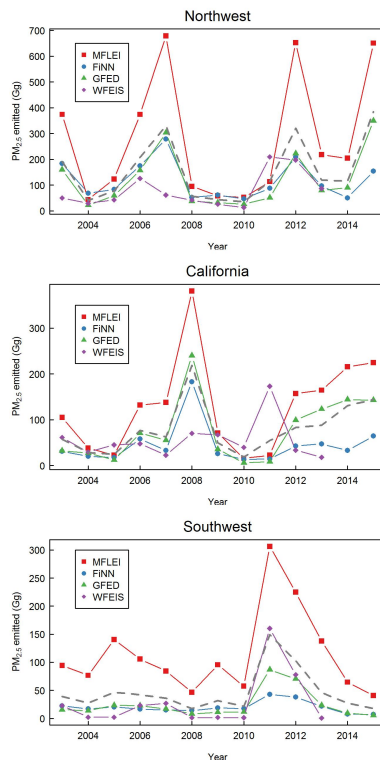 Northwest
PM2.5 emitted (Gg)
700
600
500
400
300
200
100
0
MFLEI
FiNN
GFED
WFEIS
2004 2006 2008 2010 2012 2014
Year
California
PM2.5 emitted (Gg)
300
200
100
0
MFLEI
FiNN
GFED
WFEIS
2004 2006 2008 2010 2012 2014
Year
Southwest
PM2.5 emitted (Gg)
300
250
200
150
100
50
0
MFLEI
FiNN
GFED
WFEIS
2004 2006 2008 2010 2012 2014
Year